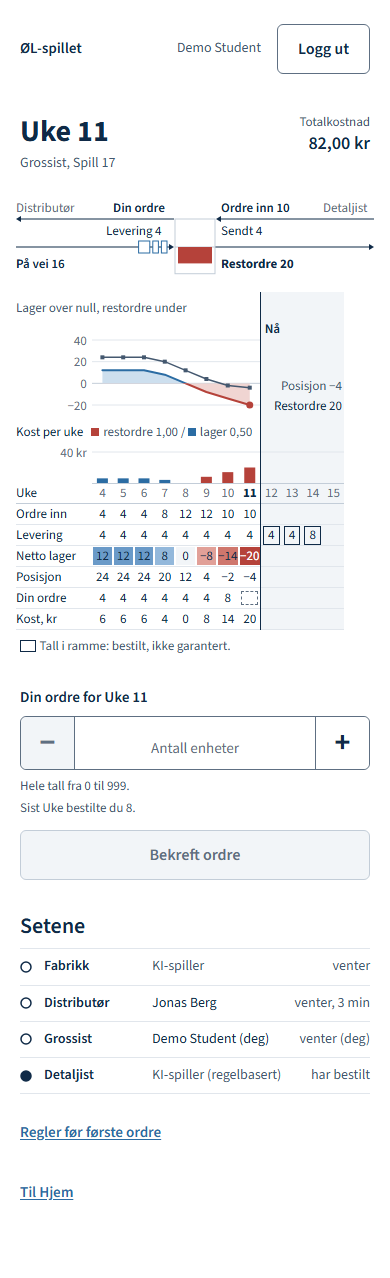 ØL-spillet Demo Student Logg ut
Uke 11 Totalkostnad
82,00 kr
Grossist, Spill 17
Distributør Din ordre Ordre inn 10 Detaljist
Levering 4 Sendt 4
På vei 16 Restordre 20
Lager over null, restordre under
Nå
40
20
0 Posisjon −4
−20 Restordre 20
Kost per uke restordre 1,00 / lager 0,50
40 kr
Uke 4 5 6 7 8 9 10 11 12 13 14 15
Ordre inn 4 4 4 8 12 12 10 10
Levering 4 4 4 4 4 4 4 4 4 4 8
Netto lager 12 12 12 8 0 −8 −14 −20
Posisjon 24 24 24 20 12 4 −2 −4
Din ordre 4 4 4 4 4 4 8
Kost, kr 6 6 6 4 0 8 14 20
Tall i ramme: bestilt, ikke garantert.
Din ordre for Uke 11
− Antall enheter +
Hele tall fra 0 til 999.
Sist Uke bestilte du 8.
Bekreft ordre
Setene
Fabrikk KI-spiller venter
Distributør Jonas Berg venter, 3 min
Grossist Demo Student (deg) venter (deg)
Detaljist KI-spiller (regelbasert) har bestilt
Regler før første ordre
Til Hjem